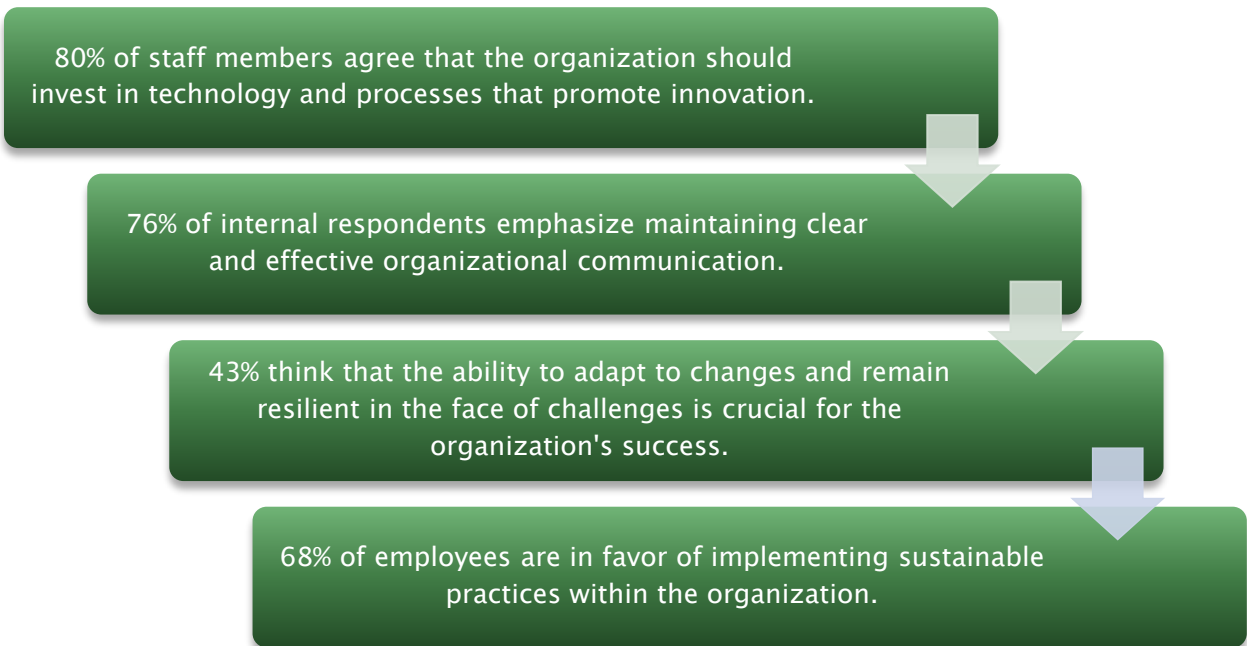 80% of staff members agree that the organization should
invest in technology and processes that promote innovation.
76% of internal respondents emphasize maintaining clear
and effective organizational communication.
43% think that the ability to adapt to changes and remain
resilient in the face of challenges is crucial for the
organization's success.
68% of employees are in favor of implementing sustainable
practices within the organization.